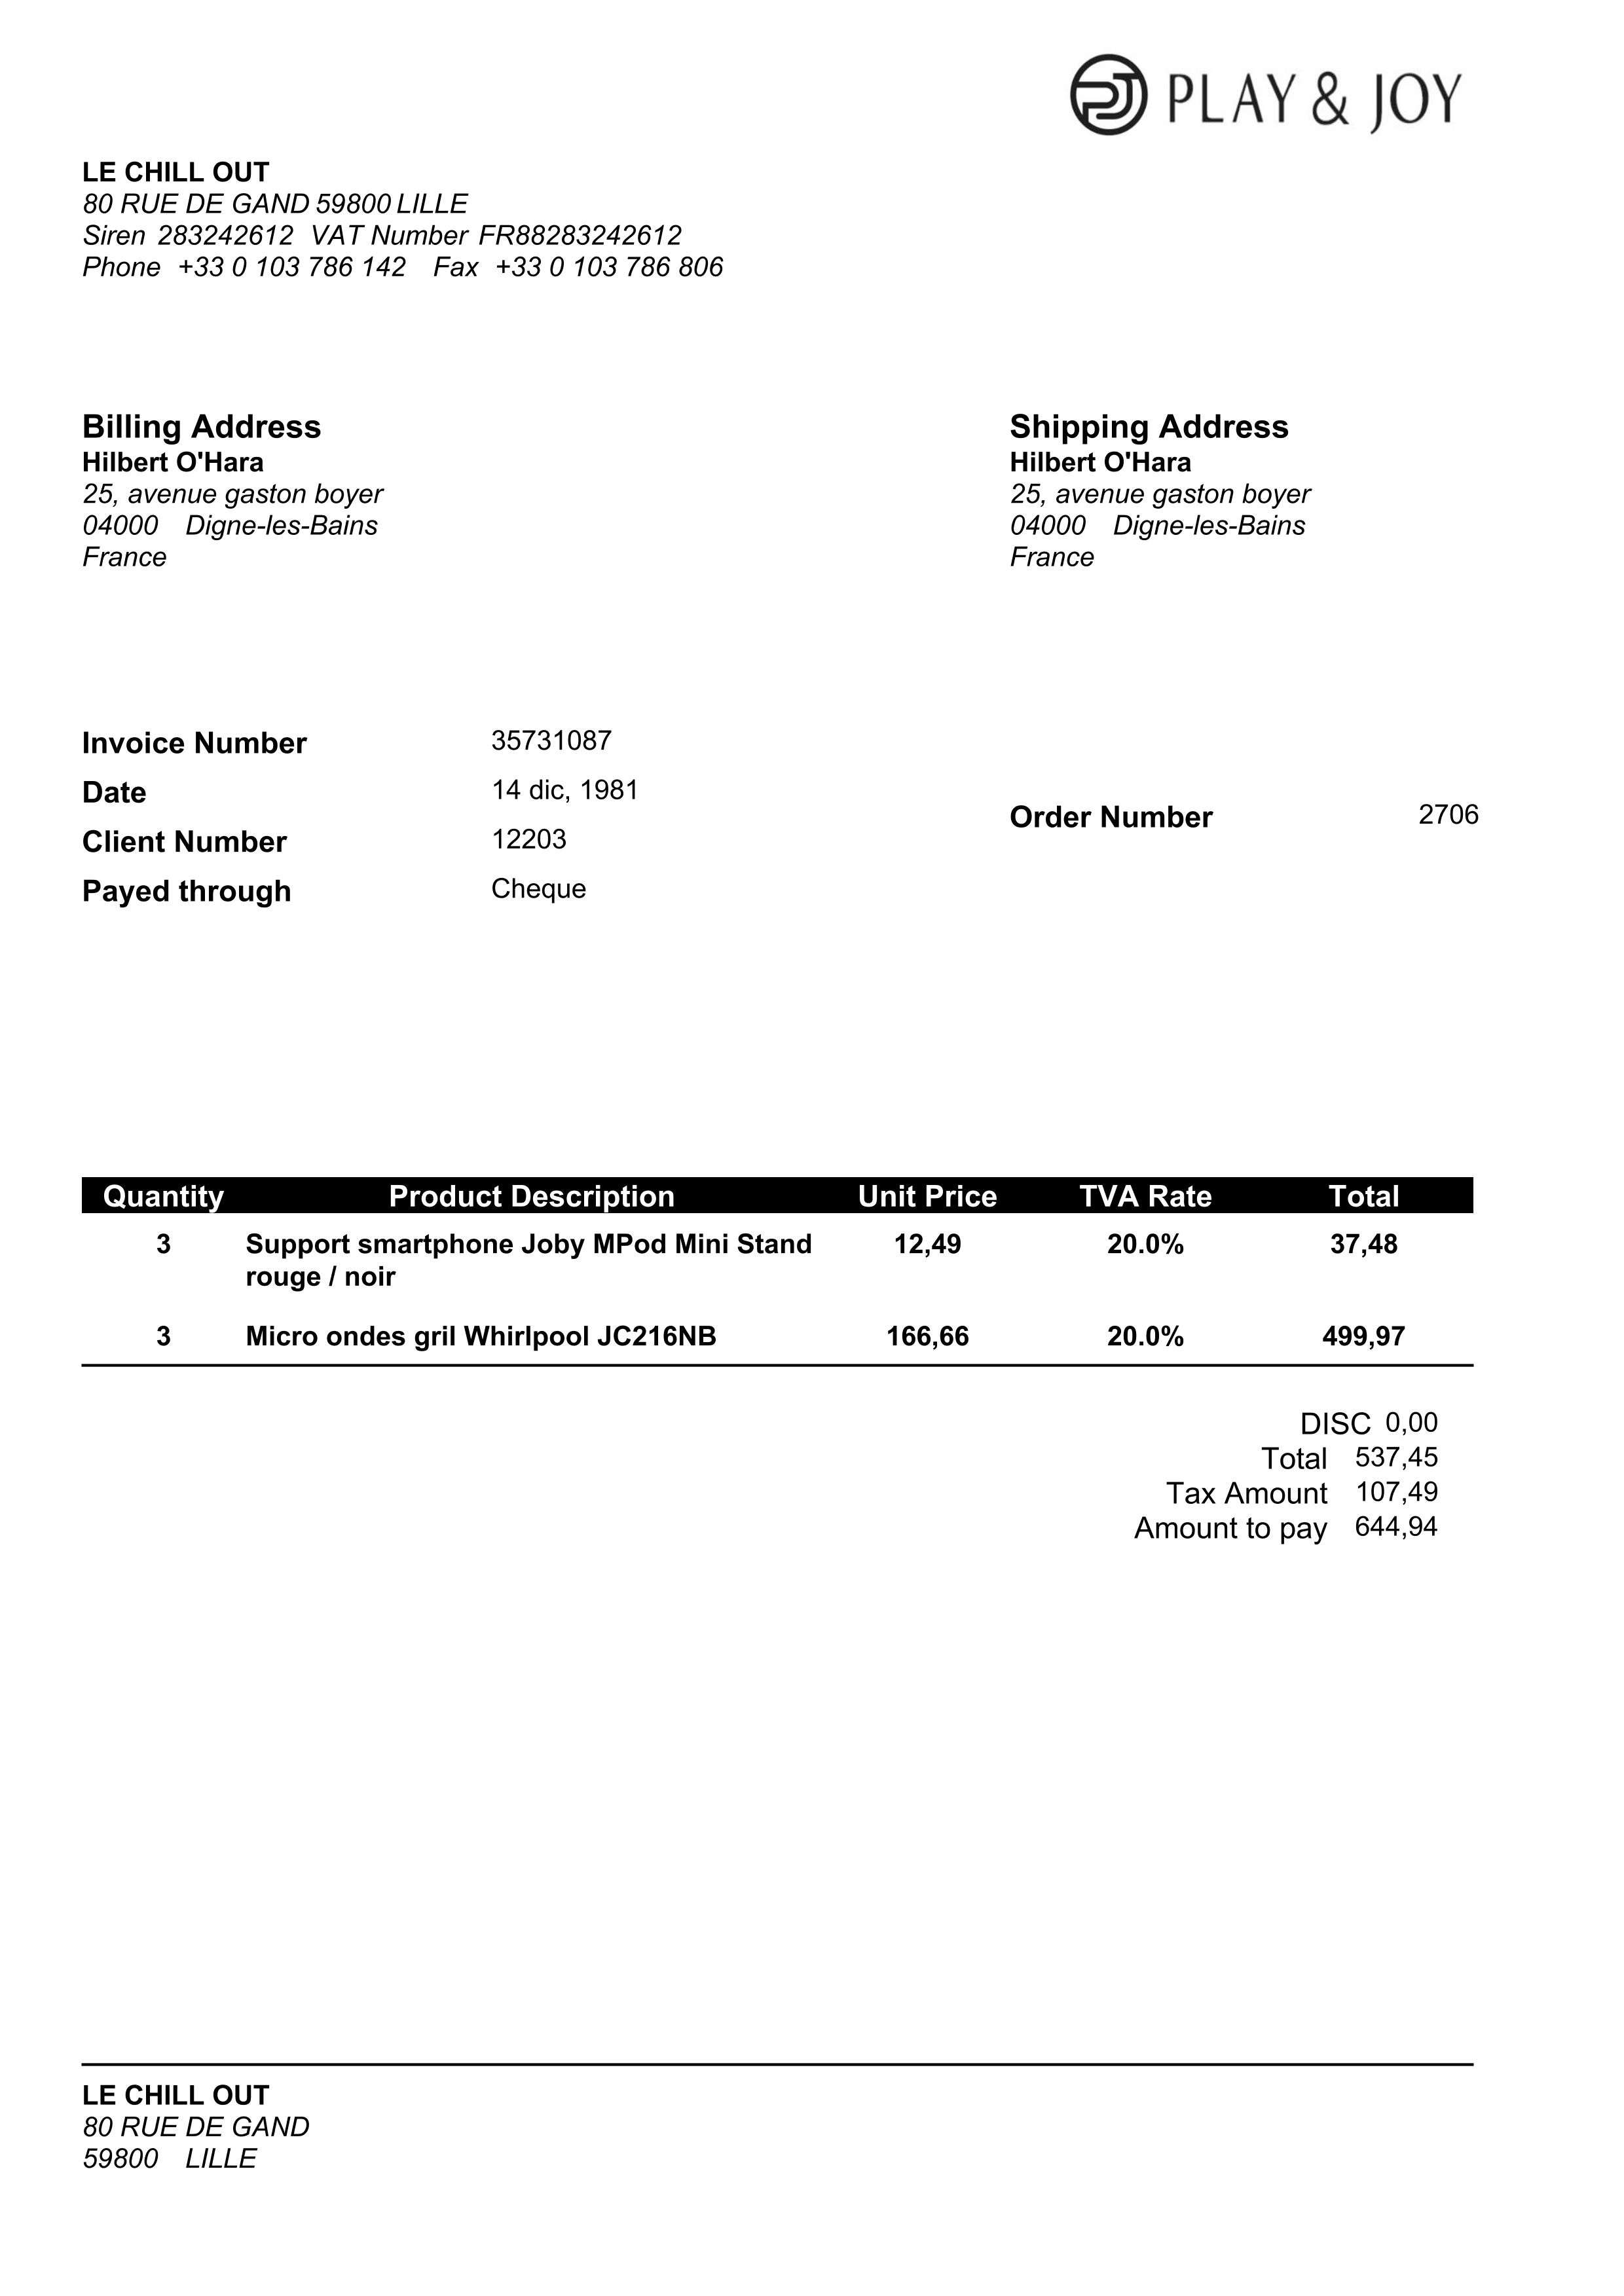 PLAY & JOY
LE CHILL OUT
80 RUE DE GAND 59800 LILLE
Siren 283242612 VAT Number FR88283242612
Phone +33 0 103 786 142 Fax +33 0 103 786 806
Billing Address
Hilbert O'Hara
25, avenue gaston boyer
04000 Digne-les-Bains
France
Shipping Address
Hilbert O'Hara
25, avenue gaston boyer
04000 Digne-les-Bains
France
Invoice Number 35731087
Date 14 dic, 1981
Client Number 12203
Payed through Cheque
Order Number 2706
Quantity Product Description Unit Price TVA Rate Total
3 Support smartphone Joby MPod Mini Stand 12,49 20.0% 37,48
rouge / noir
3 Micro ondes gril Whirlpool JC216NB 166,66 20.0% 499,97
DISC 0,00
Total 537,45
Tax Amount 107,49
Amount to pay 644,94
LE CHILL OUT
80 RUE DE GAND
59800 LILLE